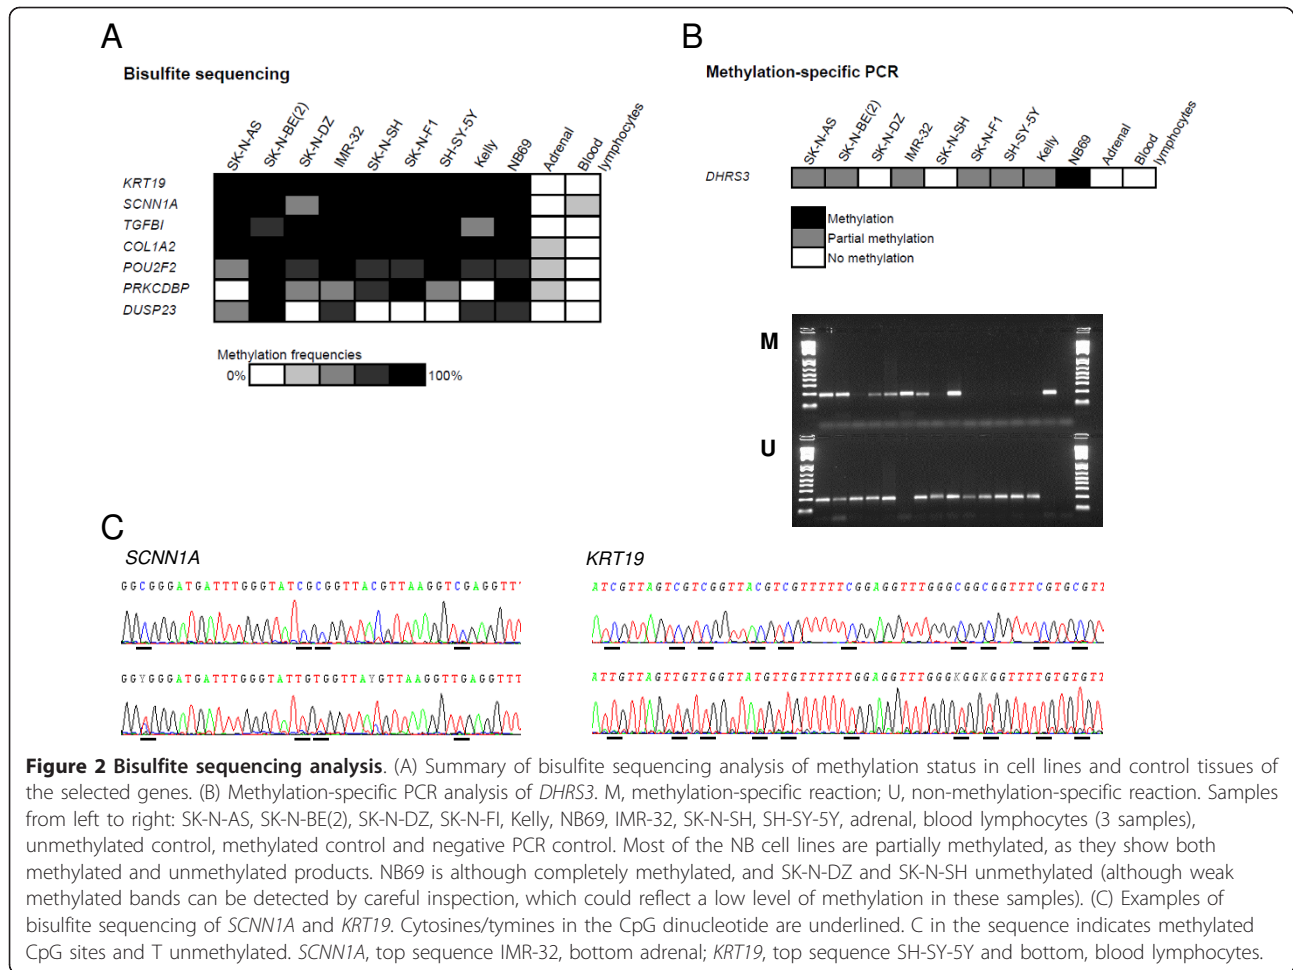 A
Bisulfite sequencing
SK-N-AS
SK-N-BE(2)
SK-N-DZ
IMR-32
SK-N-SH
SK-N-F1
SH-SY-5Y
Kelly
NB69
Adrenal
Blood
lymphocytes
KRT19
SCNN1A
TGFBI
COL1A2
POU2F2
PRKCDBP
DUSP23
Methylation frequencies
0% 100%
B
Methylation-specific PCR
SK-N-AS
SK-N-BE(2)
SK-N-DZ
IMR-32
SK-N-SH
SK-N-F1
SH-SY-5Y
Kelly
NB69
Adrenal
Blood
lymphocytes
DHRS3
Methylation
Partial methylation
No methylation
M
U
C
SCNN1A
GGCGGGATGATTTGGGTATCGCGGTTACGTTAAGGTCGAGGTT
GGYGGGATGATTTGGGTATTGTGGTTAYGTTAAGGTTGAGGTTT
KRT19
ATCGTTAGTCGTCGGTTACGTCGTTTTTCGGAGGTTTGGGCGGCGGTTTCGTGCGTT
ATTGTTAGTTGTTGGTTATGTTGTTTTTTGGAGGTTTGGGKGGKGGTTTTGTGTGTT
Figure 2 Bisulfite sequencing analysis. (A) Summary of bisulfite sequencing analysis of methylation status in cell lines and control tissues of
the selected genes. (B) Methylation-specific PCR analysis of DHRS3. M, methylation-specific reaction; U, non-methylation-specific reaction. Samples
from left to right: SK-N-AS, SK-N-BE(2), SK-N-DZ, SK-N-FI, Kelly, NB69, IMR-32, SK-N-SH, SH-SY-5Y, adrenal, blood lymphocytes (3 samples),
unmethylated control, methylated control and negative PCR control. Most of the NB cell lines are partially methylated, as they show both
methylated and unmethylated products. NB69 is although completely methylated, and SK-N-DZ and SK-N-SH unmethylated (although weak
methylated bands can be detected by careful inspection, which could reflect a low level of methylation in these samples). (C) Examples of
bisulfite sequencing of SCNN1A and KRT19. Cytosines/tymines in the CpG dinucleotide are underlined. C in the sequence indicates methylated
CpG sites and T unmethylated. SCNN1A, top sequence IMR-32, bottom adrenal; KRT19, top sequence SH-SY-5Y and bottom, blood lymphocytes.